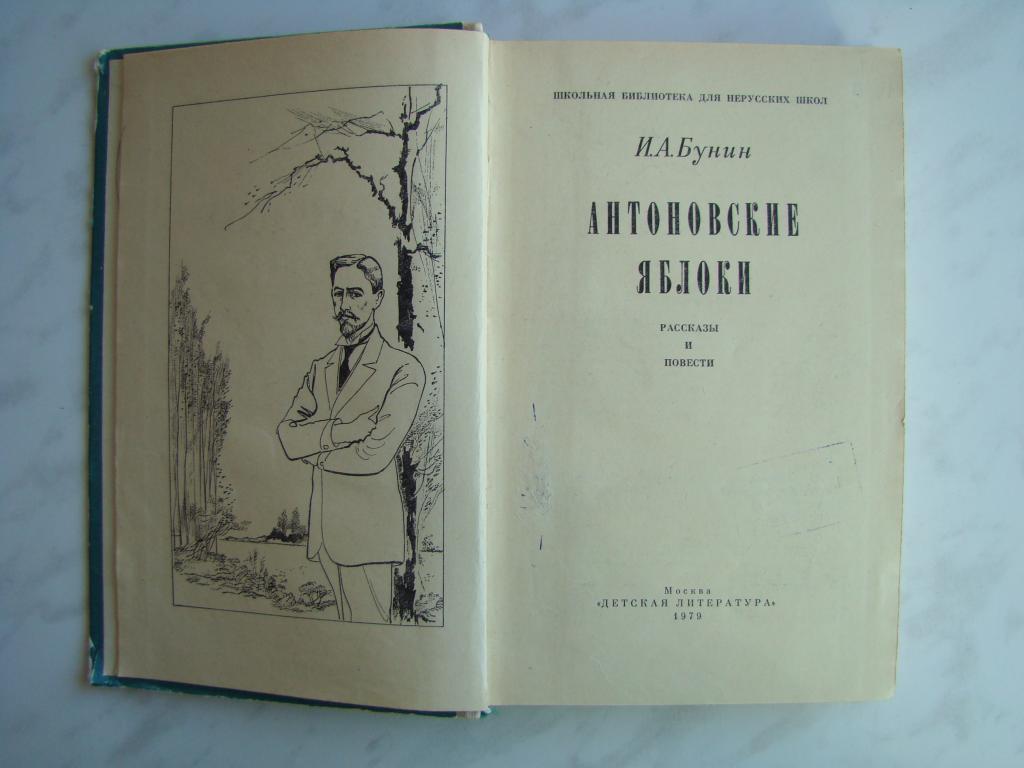 ШКОЛЬНАЯ БИБЛИОТЕКА ДЛЯ НЕРУССКИХ ШКОЛ
И.А.Бунин
АНТОНОВСКИЕ
ЯБЛОКИ
РАССКАЗЫ
И
ПОВЕСТИ
Москва
«ДЕТСКАЯ ЛИТЕРАТУРА»
1979